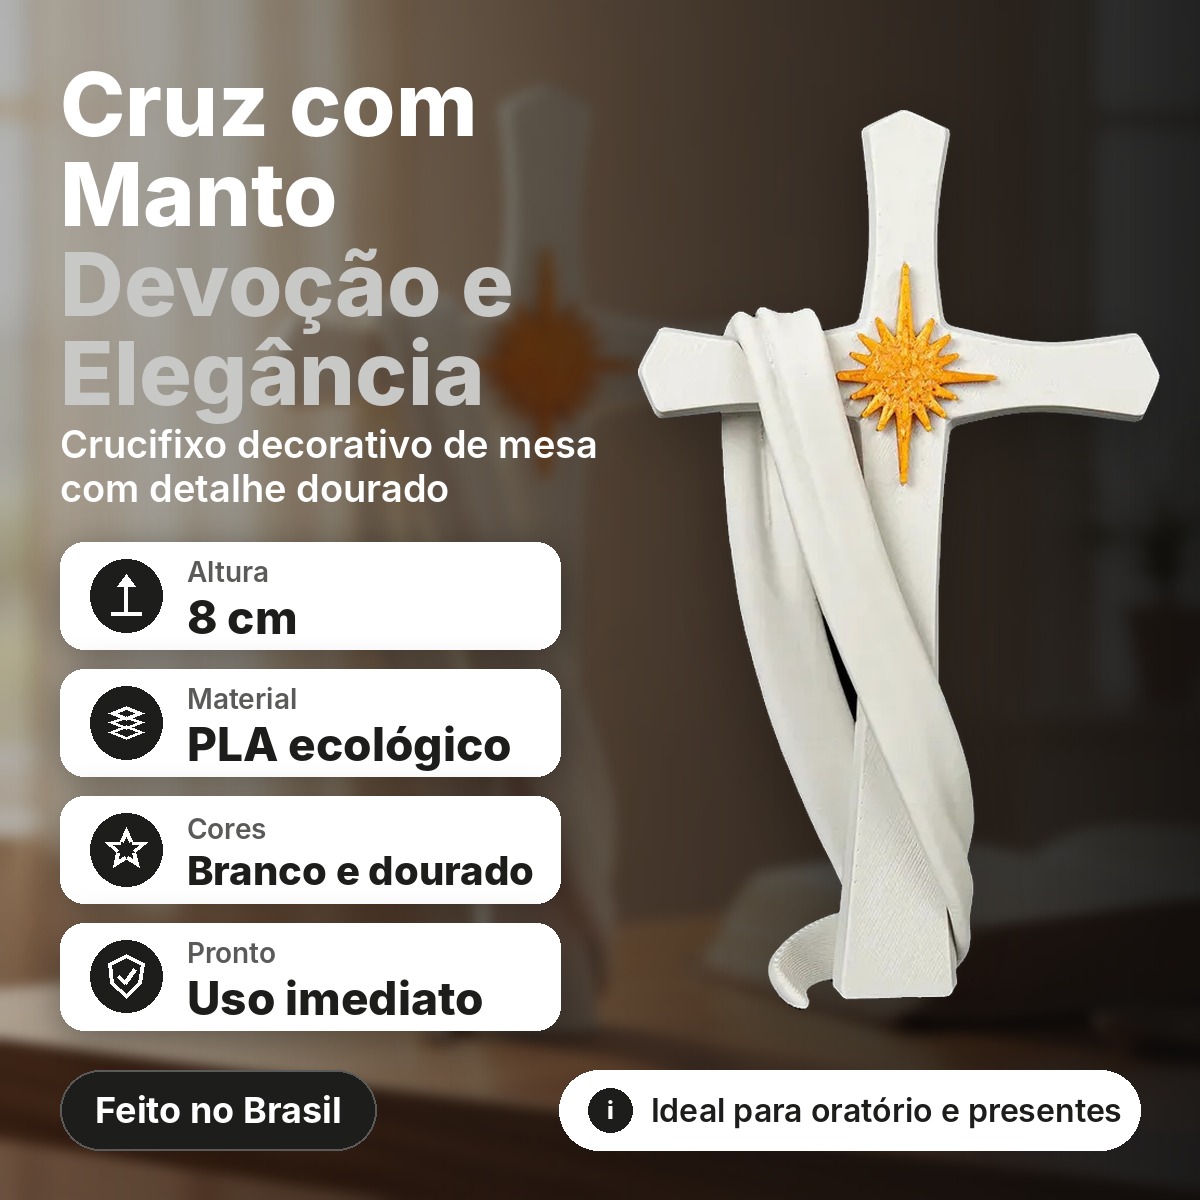 Cruz com
Manto
Devoção e
Elegância
Crucifixo decorativo de mesa
com detalhe dourado
Altura
8 cm
Material
PLA ecológico
Cores
Branco e dourado
Pronto
Uso imediato
Feito no Brasil
i Ideal para oratório e presentes